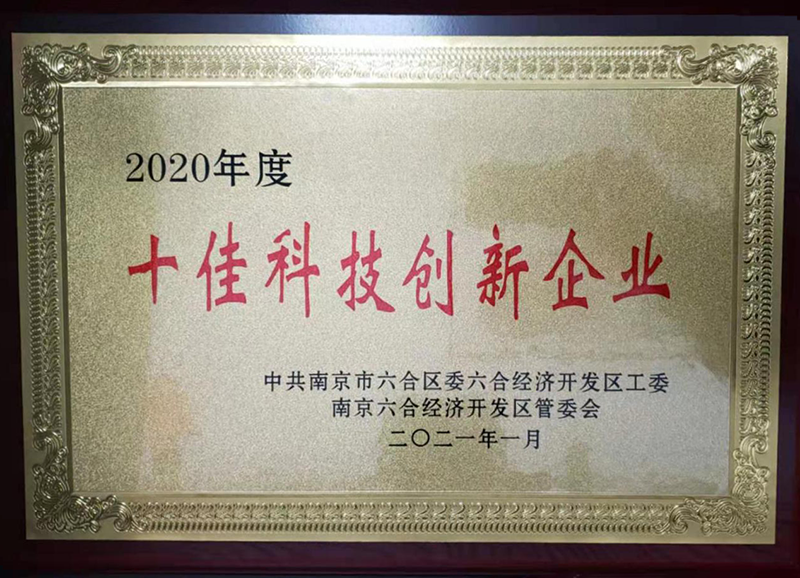 2020年度
十佳科技创新企业
中共南京市六合区委六合经济开发区工委
南京六合经济开发区管委会
二〇二一年一月